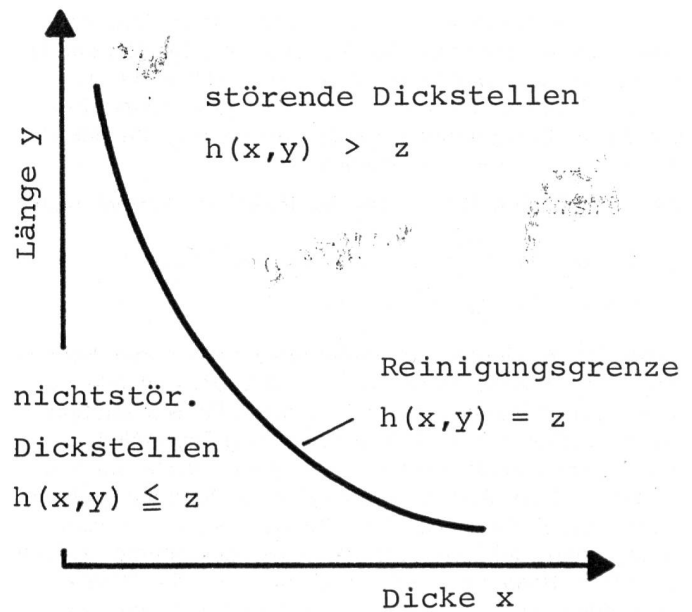 störende Dickstellen
h(x,y) > z
Länge y
Reinigungsgrenze
h(x,y) = z
nichtstör.
Dickstellen
h(x,y) ≦ z
Dicke x